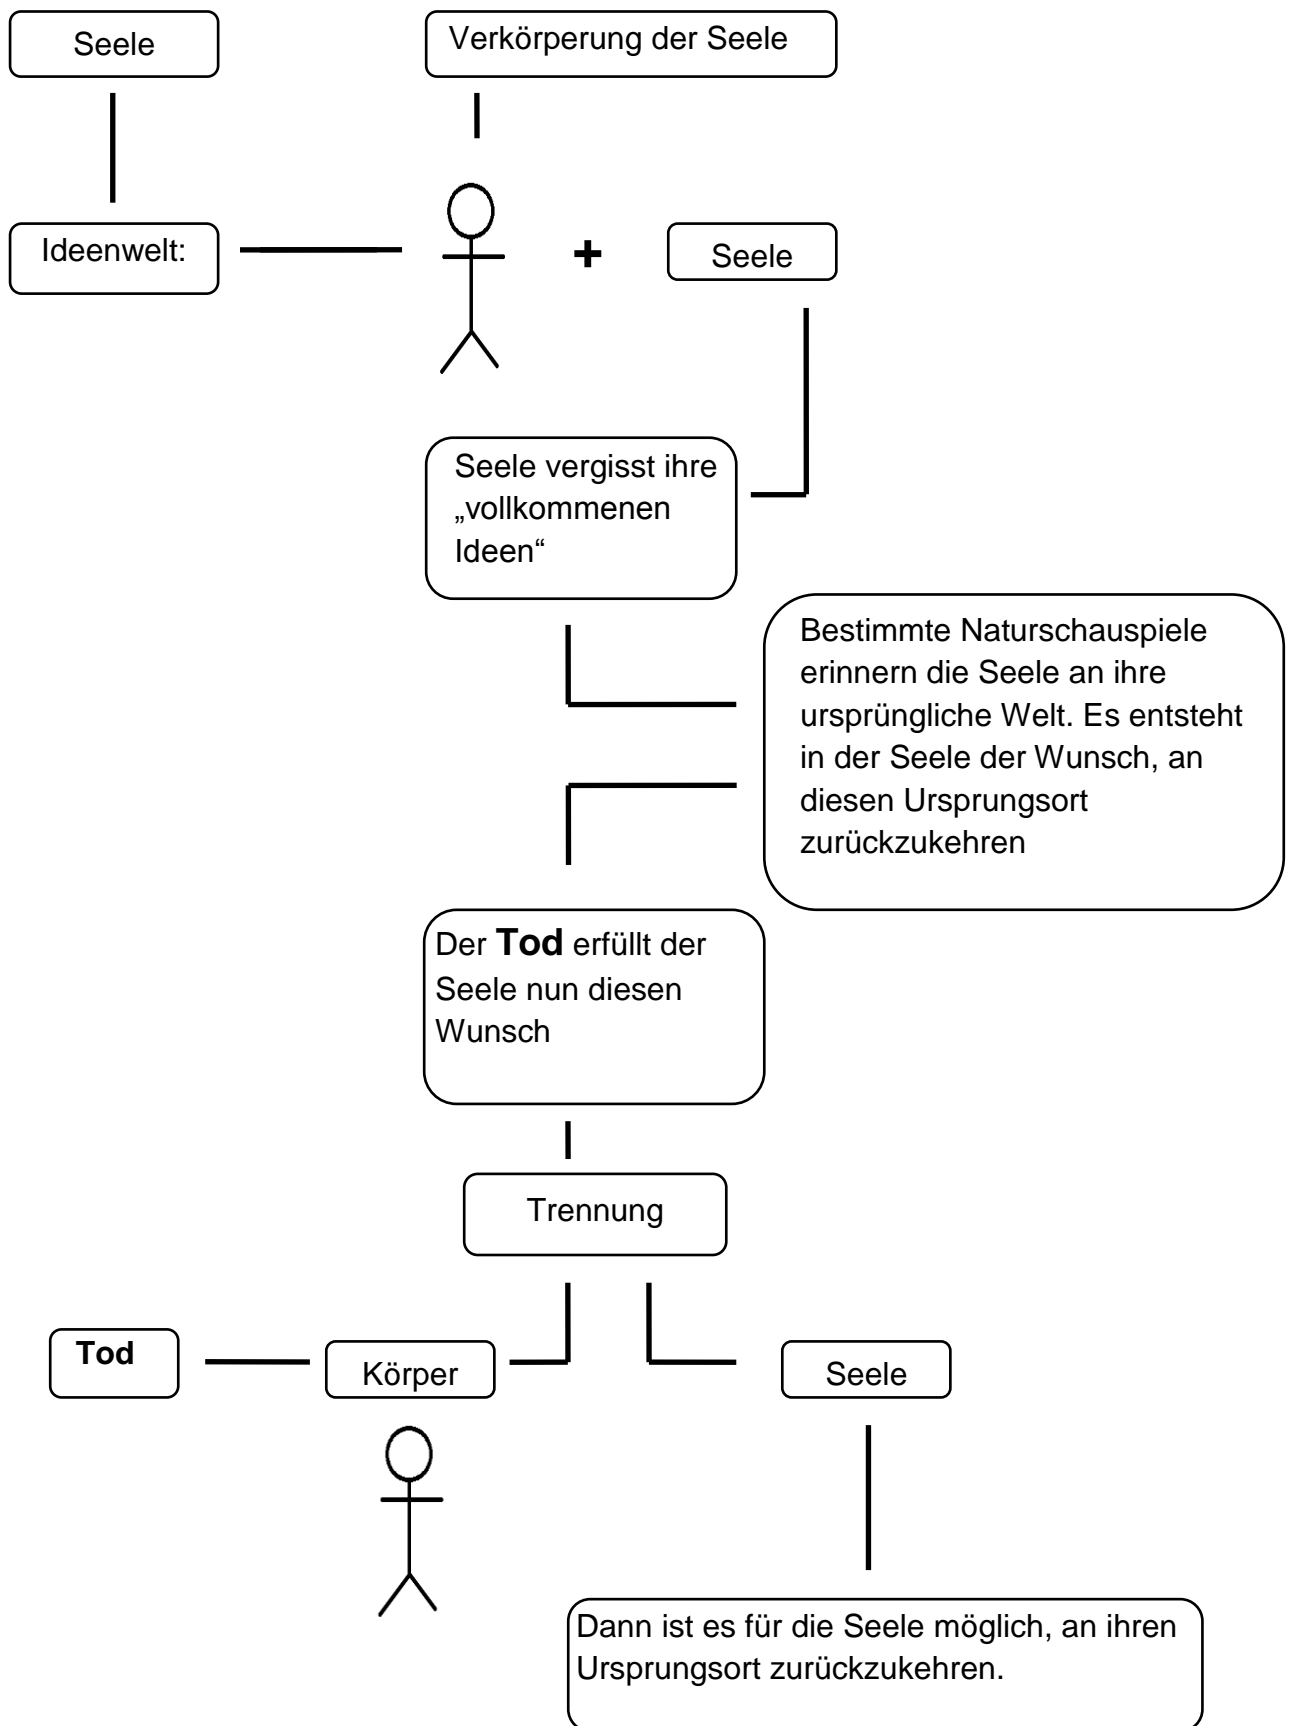 Seele
Verkörperung der Seele
Ideenwelt:
+
Seele
Seele vergisst ihre
„vollkommenen
Ideen“
Bestimmte Naturschauspiele
erinnern die Seele an ihre
ursprüngliche Welt. Es entsteht
in der Seele der Wunsch, an
diesen Ursprungsort
zurückzukehren
Der Tod erfüllt der
Seele nun diesen
Wunsch
Trennung
Tod
Körper
Seele
Dann ist es für die Seele möglich, an ihren
Ursprungsort zurückzukehren.